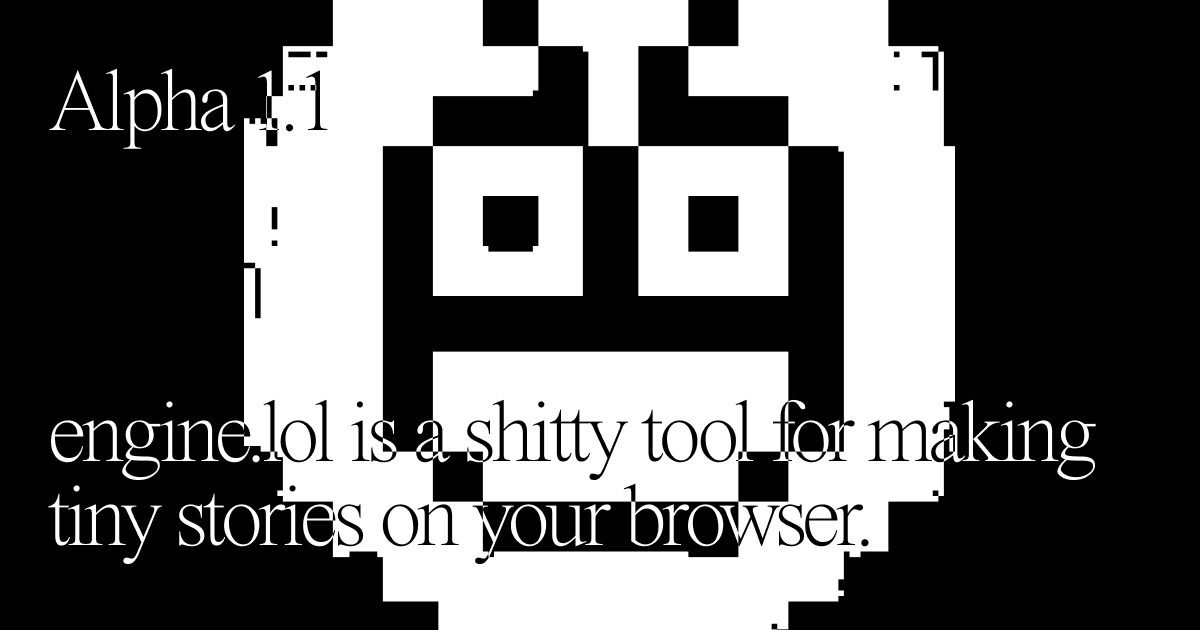 Alpha 1.1
engine.lol is a shitty tool for making
tiny stories on your browser.